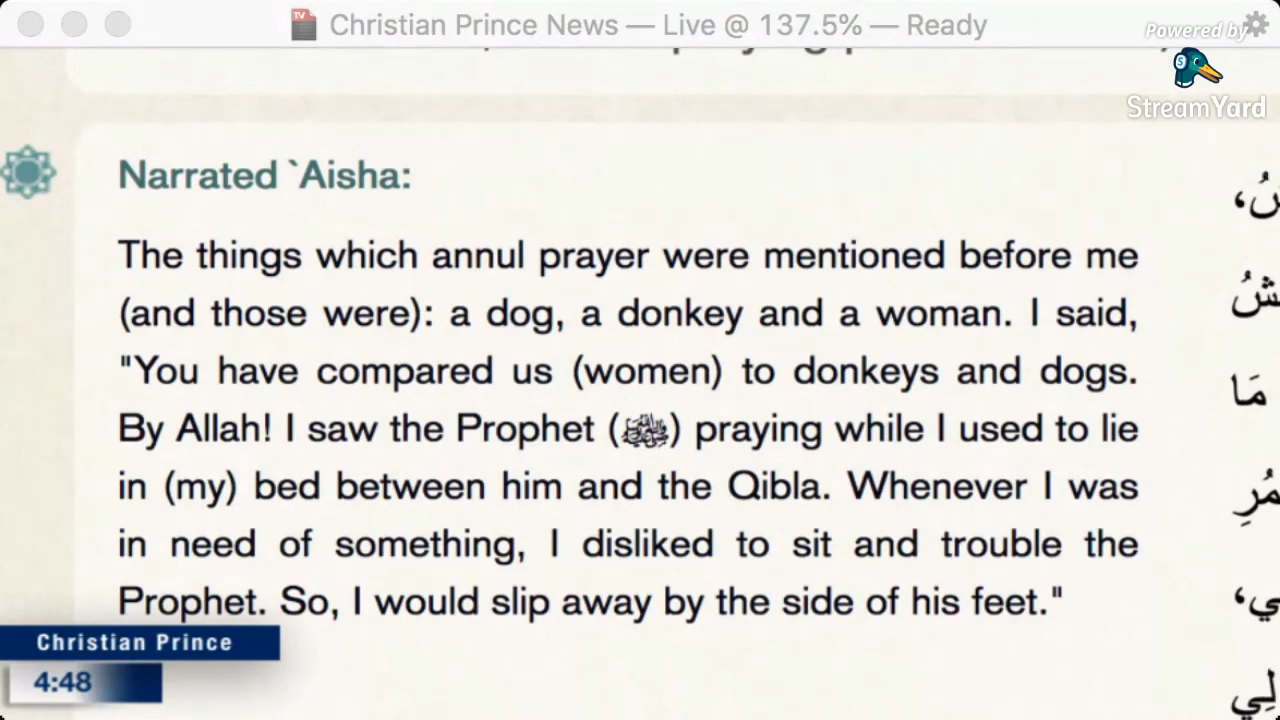 Christian Prince News — Live @ 137.5% — Ready
Powered by
StreamYard
Narrated `Aisha:
The things which annul prayer were mentioned before me
(and those were): a dog, a donkey and a woman. I said,
"You have compared us (women) to donkeys and dogs.
By Allah! I saw the Prophet (ﷺ) praying while I used to lie
in (my) bed between him and the Qibla. Whenever I was
in need of something, I disliked to sit and trouble the
Prophet. So, I would slip away by the side of his feet."
مَا
Christian Prince
4:48